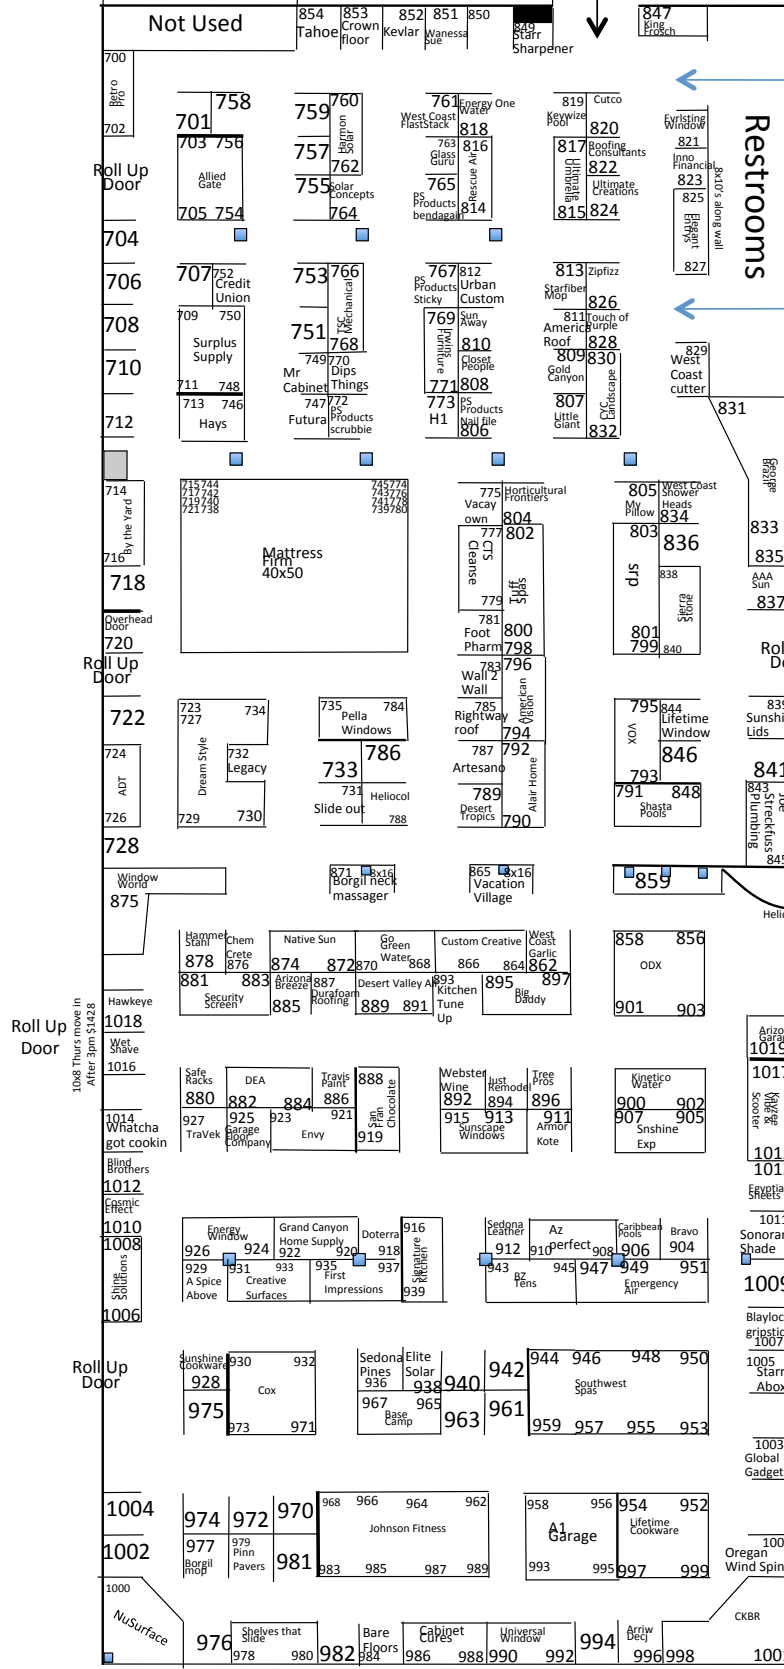 Not Used
854
Tahoe
853
Crown
floor
852
Kevlar
851
Wanessa
Sue
850
849
Starr
Sharpener
847
King
Frosch
700
Retro
Pro
702
758
701
703 756
Allied
Gate
705 754
759
760
Harmon
Solar
757
762
755
Solar
Concepts
764
761
Energy One
Water
West Coast
FlastStack
818
763
Glass
Guru
816
Rescue Air
765
PS
Products
bendagain
814
819
Cutco
Keywize
Pool
820
817
Roofing
Consultants
Ultimate
Umbrella
822
Ultimate
Creations
815
824
Evrlsting
Window
821
Inno
Financial
823
825
Elegant
Entrys
827
8x10's along wall
Restrooms
Roll Up
Door
704
706
708
710
712
707
752
Credit
Union
709 750
Surplus
Supply
711 748
713 746
Hays
753
766
TSC
Mechanical
751
768
749
770
Mr
Cabinet
Dips
Things
747
772
Futura
PS
Products
scrubbie
767
812
PS
Products
Sticky
Urban
Custom
769
Sun
Away
Irwins
Furniture
810
Closet
People
771
808
773
H1
PS
Products
Nail file
806
813
Zipfizz
Starfiber
Mop
826
811
Touch of
Purple
America
Roof
828
809
830
Gold
Canyon
CYC
Landscape
807
Little
Giant
832
829
West
Coast
cutter
831
George
Brazil
833
835
AAA
Sun
837
714
By the Yard
716
718
Overhead
Door
720
Roll Up
Door
715 744
717 742
719 740
721 738
745 774
743 776
741 778
739 780
Mattress
Firm
40x50
775
Horticultural
Frontiers
Vacay
own
804
777
802
CTS
Cleanse
Tuff
Spas
779
781
Foot
Pharm
800
798
783
796
Wall 2
Wall
American
Vision
785
Rightway
roof
794
787
792
Artesano
Alair Home
789
Desert
Tropics
790
805
West Coast
Shower
Heads
My
Pillow
834
803
836
srp
838
Sierra
Stone
801
799
840
722
724
ADT
726
728
723
727
734
Dream Style
732
Legacy
729
730
735 784
Pella
Windows
733
786
731
Slide out
Heliocol
788
795
844
VOX
Lifetime
Window
846
793
791 848
Shasta
Pools
839
Lids
841
843
Joe
Streckfuss
Plumbing
845
Window
World
875
871 8x16
Borgil neck
massager
865 8x16
Vacation
Village
859
Hammer
Stahl
878
Chem
Crete
876
Native Sun
874 872
Go
Green
Water
870 868
Custom Creative
866 864
West
Coast
Garlic
862
881 883
Security
Screen
Arizona
Breeze
885
887
Durafoam
Roofing
Desert Valley Air
889 891
893
Kitchen
Tune
Up
895 897
Big
Daddy
858 856
ODX
901 903
Hawkeye
1018
Wet
Shave
1016
Roll Up
Door
10x8 Thurs move in
After 3pm $1428
1014
Whatcha
got cookin
Blind
Brothers
1012
Cosmic
Effect
1010
1008
Shine
Solutions
1006
Safe
Racks
880
DEA
882 884
Travis
Paint
886
888
San
Fran
Chocolate
919
927
TraVek
925
Garage
Floor
Company
923 921
Envy
Webster
Wine
892
Just
Remodel
894
Tree
Pros
896
915 913
Sunscape
Windows
911
Armor
Kote
Kinetico
Water
900 902
907 905
Snshine
Exp
1019
1017
Kayzee
Vibe &
Scooter
Sheets
Shade
1009
1007
1005
1003
Global
Energy
Window
926 924
Grand Canyon
Home Supply
922 920
Doterra
918
916
Signature
Kitchen
939
929
A Spice
Above
931 933
Creative
Surfaces
935 937
First
Impressions
Sedona
Leather
912
Az
perfect
910 908
Caribbean
Pools
906
Bravo
904
943 945
BZ
Tens
947
949 951
Emergency
Air
Roll Up
Door
Sunshine
Cookware
928
975
930 932
Cox
973 971
Sedona
Pines
936
Elite
Solar
938
940
942
967 965
Base
Camp
963
961
944 946 948 950
Southwest
Spas
959 957 955 953
1004
1002
1000
NuSurface
974
972
970
977
Borgil
mop
979
Pinn
Pavers
981
968 966 964 962
Johnson Fitness
983 985 987 989
958 956
A1
Garage
993 995
954 952
Lifetime
Cookware
997 999
Oregan
Wind Spin
CKBR
976
Shelves that
Slide
978 980
982
Bare
Floors
984
Cabinet
Cures
986 988
Universal
Window
990 992
994
Arriw
Decj
996
998